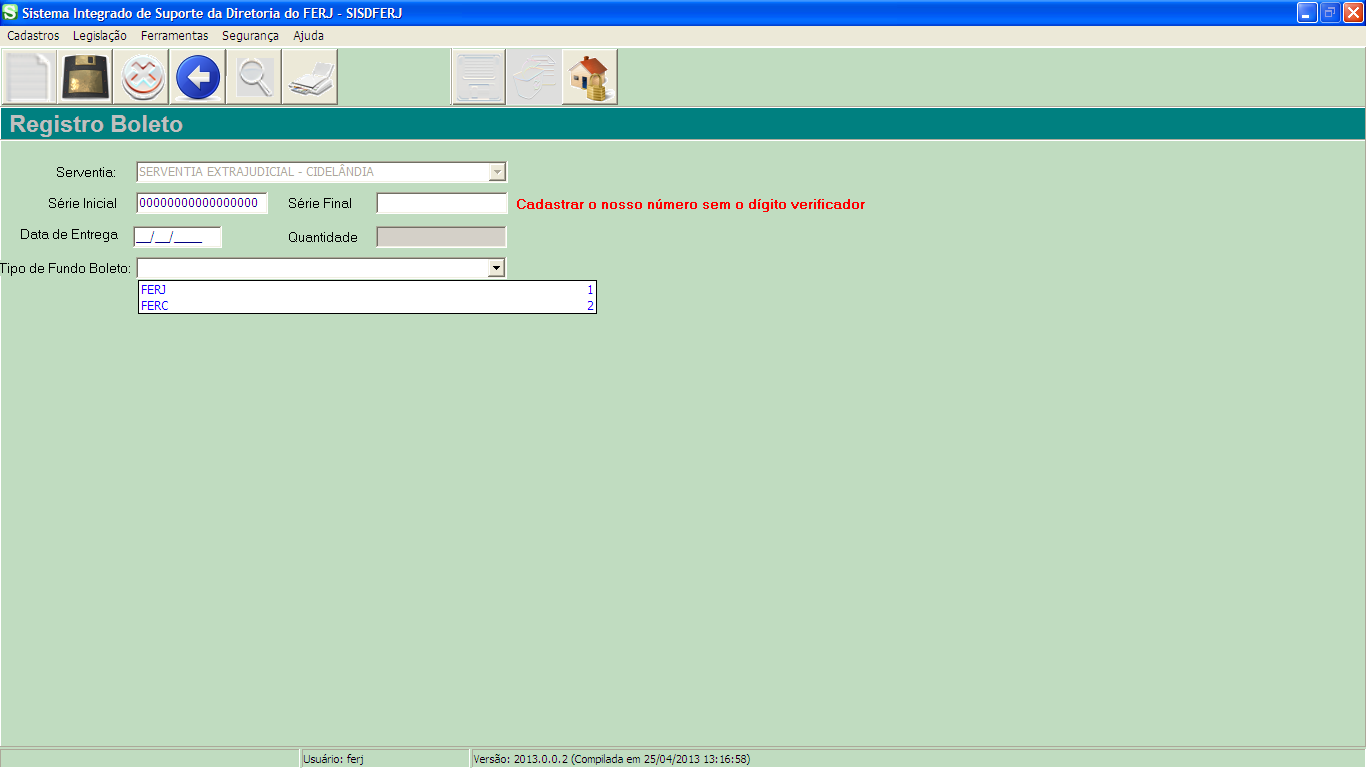 Sistema Integrado de Suporte da Diretoria do FERJ - SISDFERJ
Cadastros Legislação Ferramentas Segurança Ajuda
Registro Boleto
Serventia: SERVENTIA EXTRAJUDICIAL - CIDELÂNDIA
Série Inicial 00000000000000000 Série Final Cadastrar o nosso número sem o dígito verificador
Data de Entrega __/__/____ Quantidade
Tipo de Fundo Boleto:
FERJ 1
FERC 2
Usuário: ferj Versão: 2013.0.0.2 (Compilada em 25/04/2013 13:16:58)